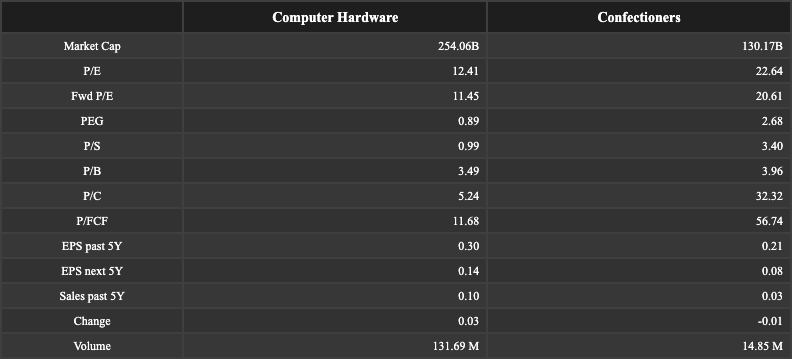 Computer Hardware Confectioners
Market Cap 254.06B 130.17B
P/E 12.41 22.64
Fwd P/E 11.45 20.61
PEG 0.89 2.68
P/S 0.99 3.40
P/B 3.49 3.96
P/C 5.24 32.32
P/FCF 11.68 56.74
EPS past 5Y 0.30 0.21
EPS next 5Y 0.14 0.08
Sales past 5Y 0.10 0.03
Change 0.03 -0.01
Volume 131.69 M 14.85 M